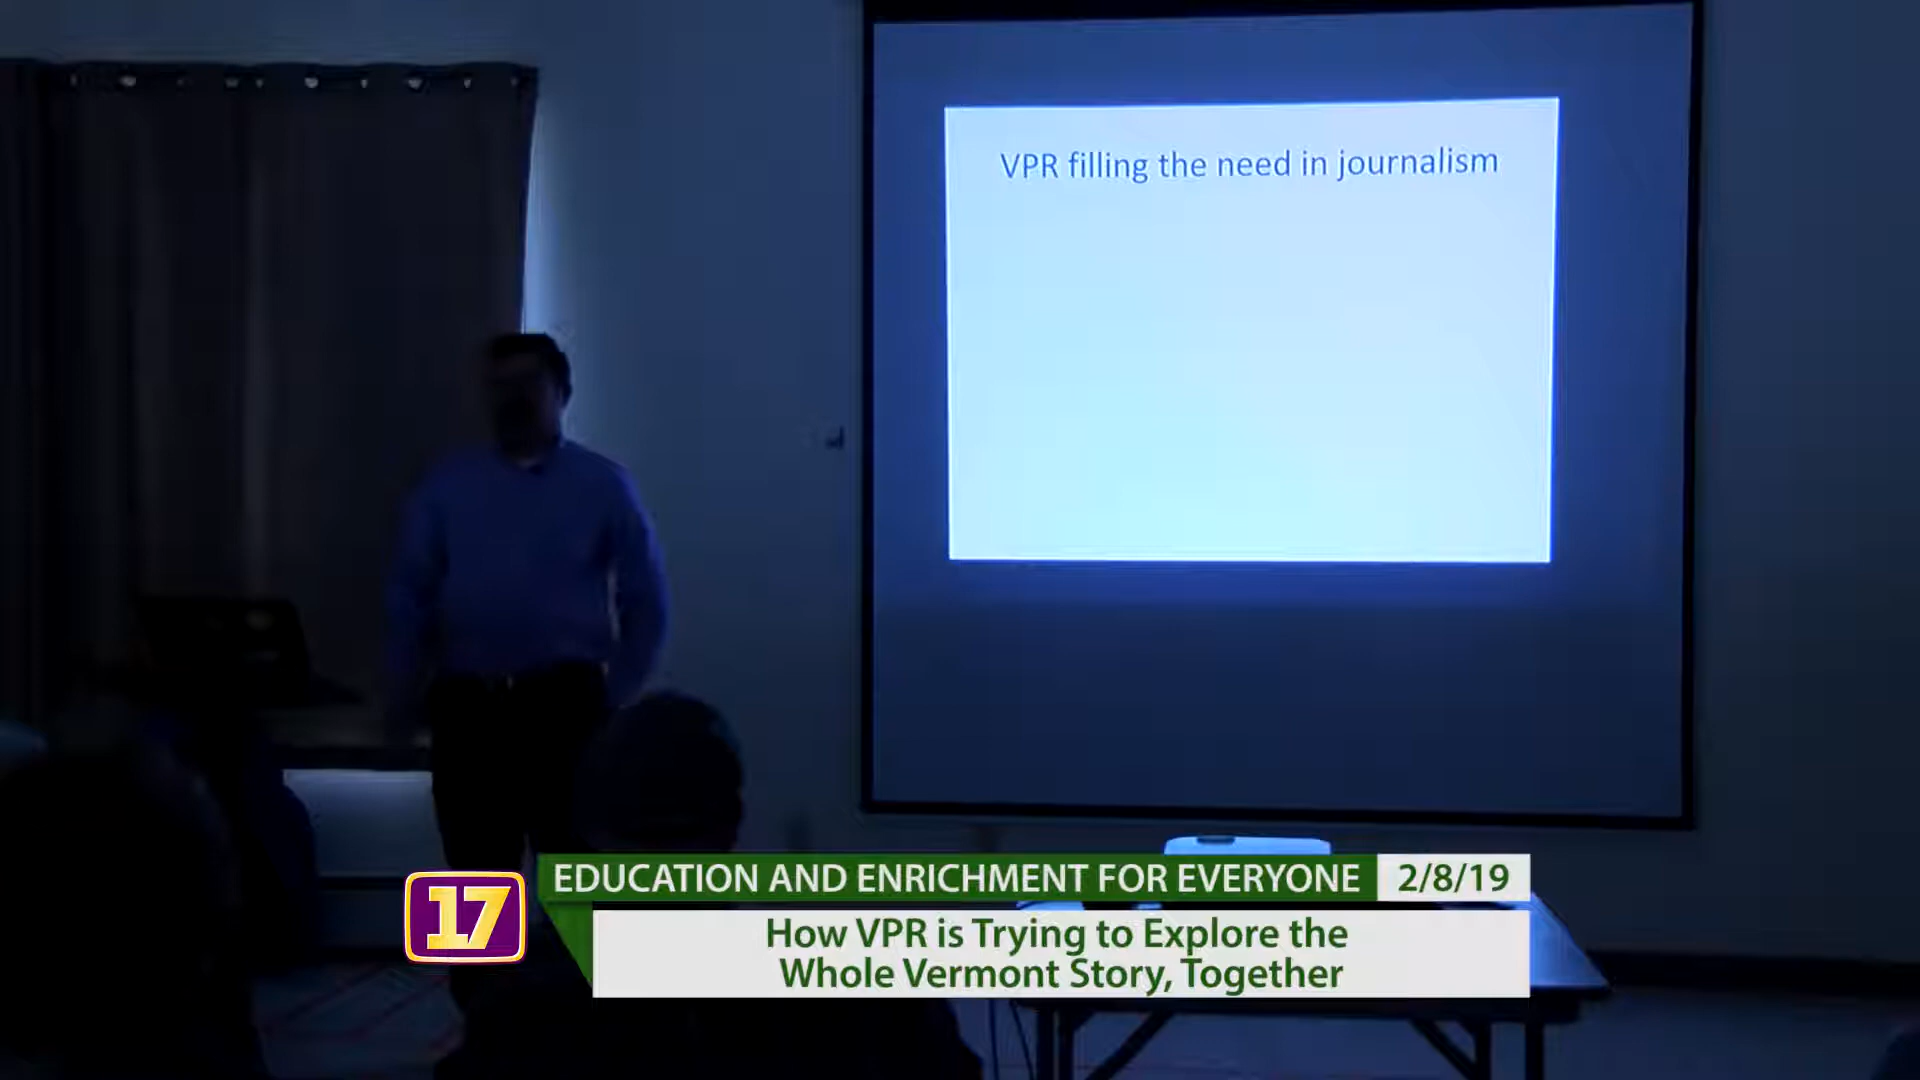 VPR filling the need in journalism
17
EDUCATION AND ENRICHMENT FOR EVERYONE
2/8/19
How VPR is Trying to Explore the
Whole Vermont Story, Together